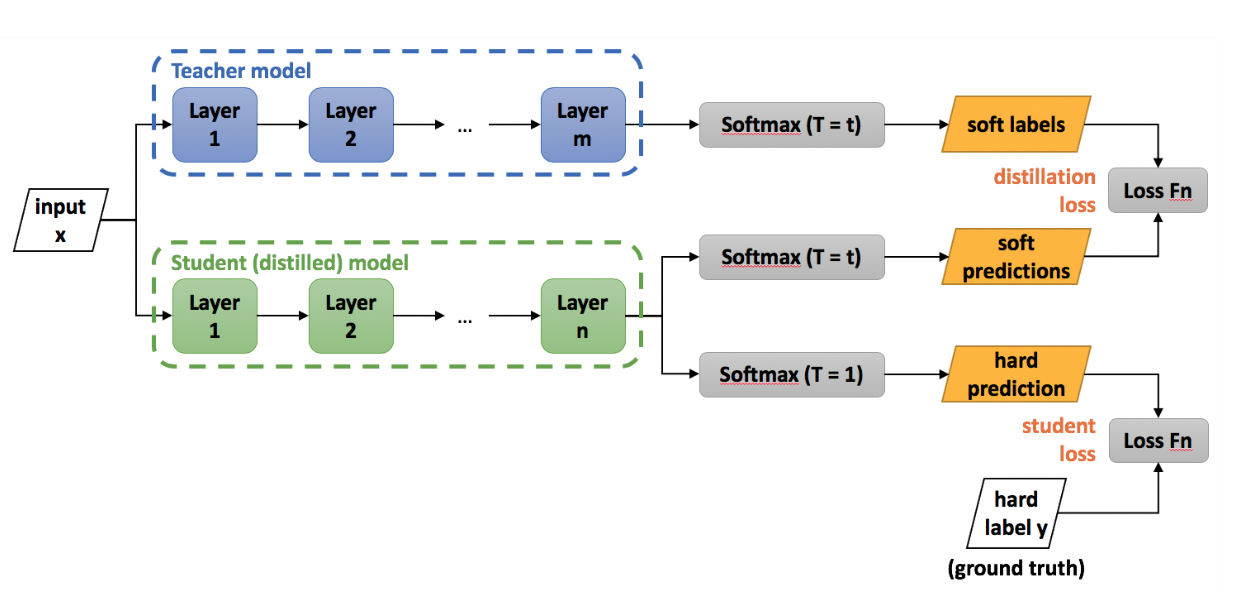 Teacher model
Layer
1
Layer
2
...
Layer
m
Softmax (T = t)
soft labels
distillation
loss
Loss Fn
input
x
Student (distilled) model
Layer
1
Layer
2
...
Layer
n
Softmax (T = t)
soft
predictions
Softmax (T = 1)
hard
prediction
student
loss
Loss Fn
hard
label y
(ground truth)